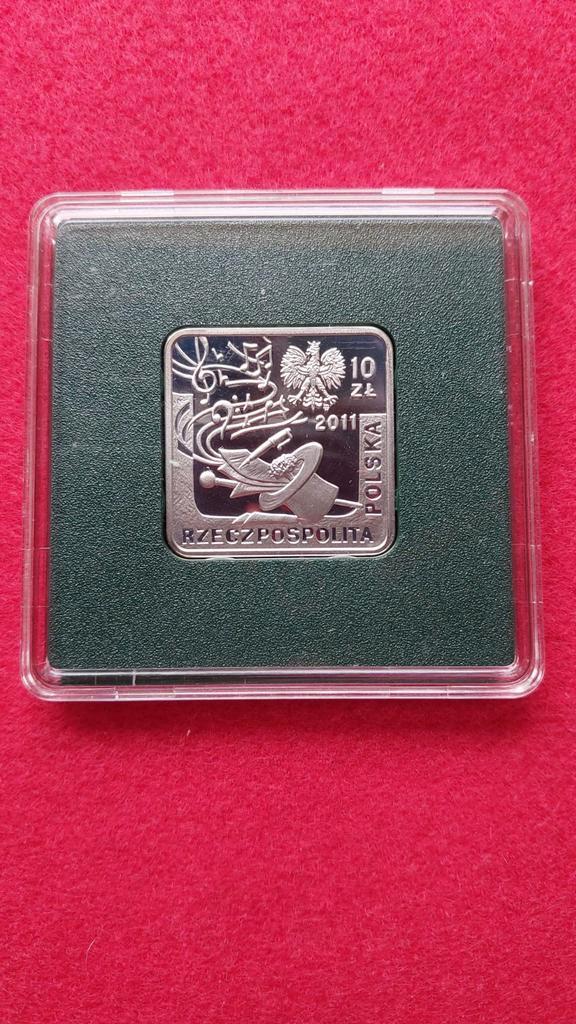 10
ZŁ
2011
POLSKA
RZECZPOSPOLITA